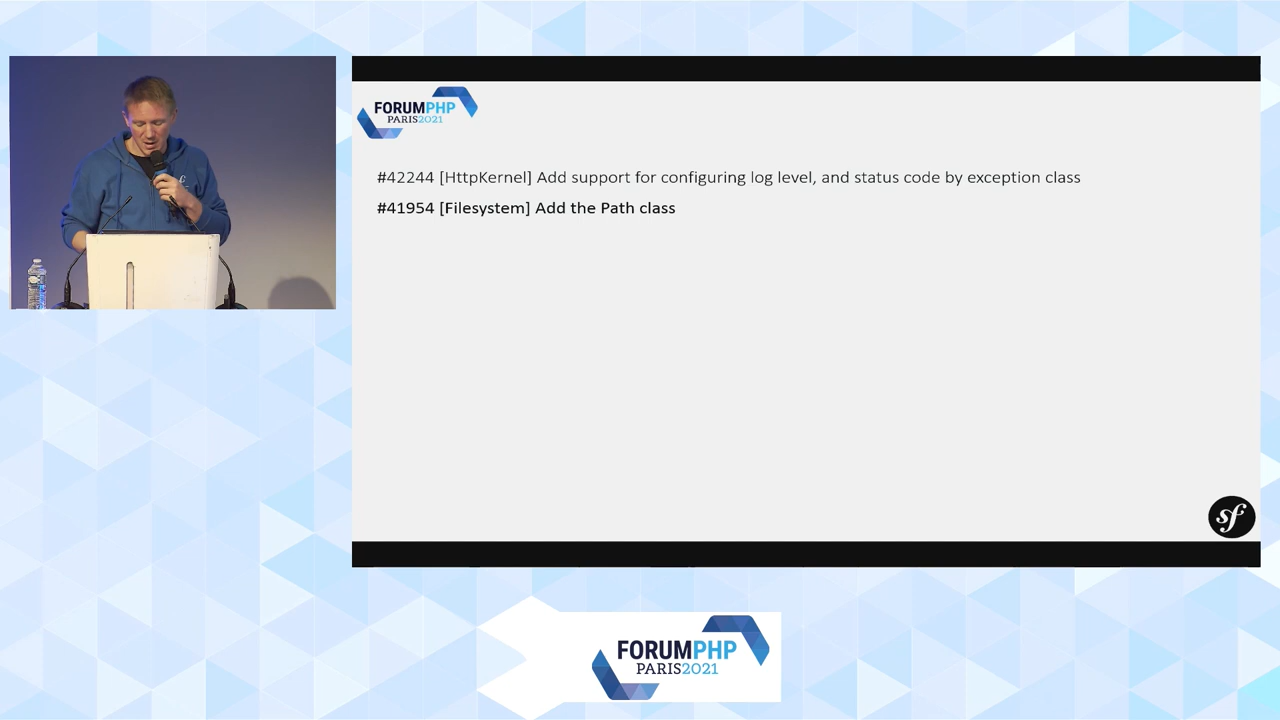 FORUMPHP
PARIS2021
#42244 [HttpKernel] Add support for configuring log level, and status code by exception class
#41954 [Filesystem] Add the Path class
sf
FORUMPHP
PARIS2021